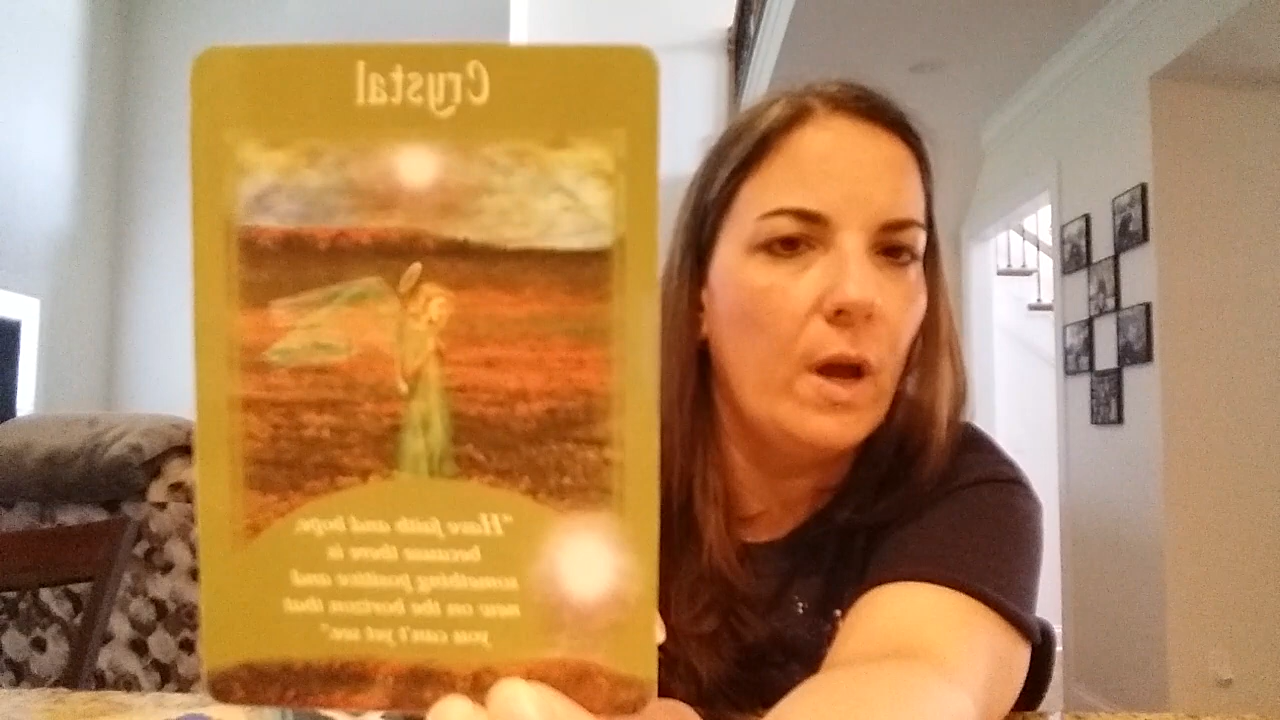 Crystal
"Have faith and hope,
because there is
something positive and
new on the horizon that
you can't yet see."